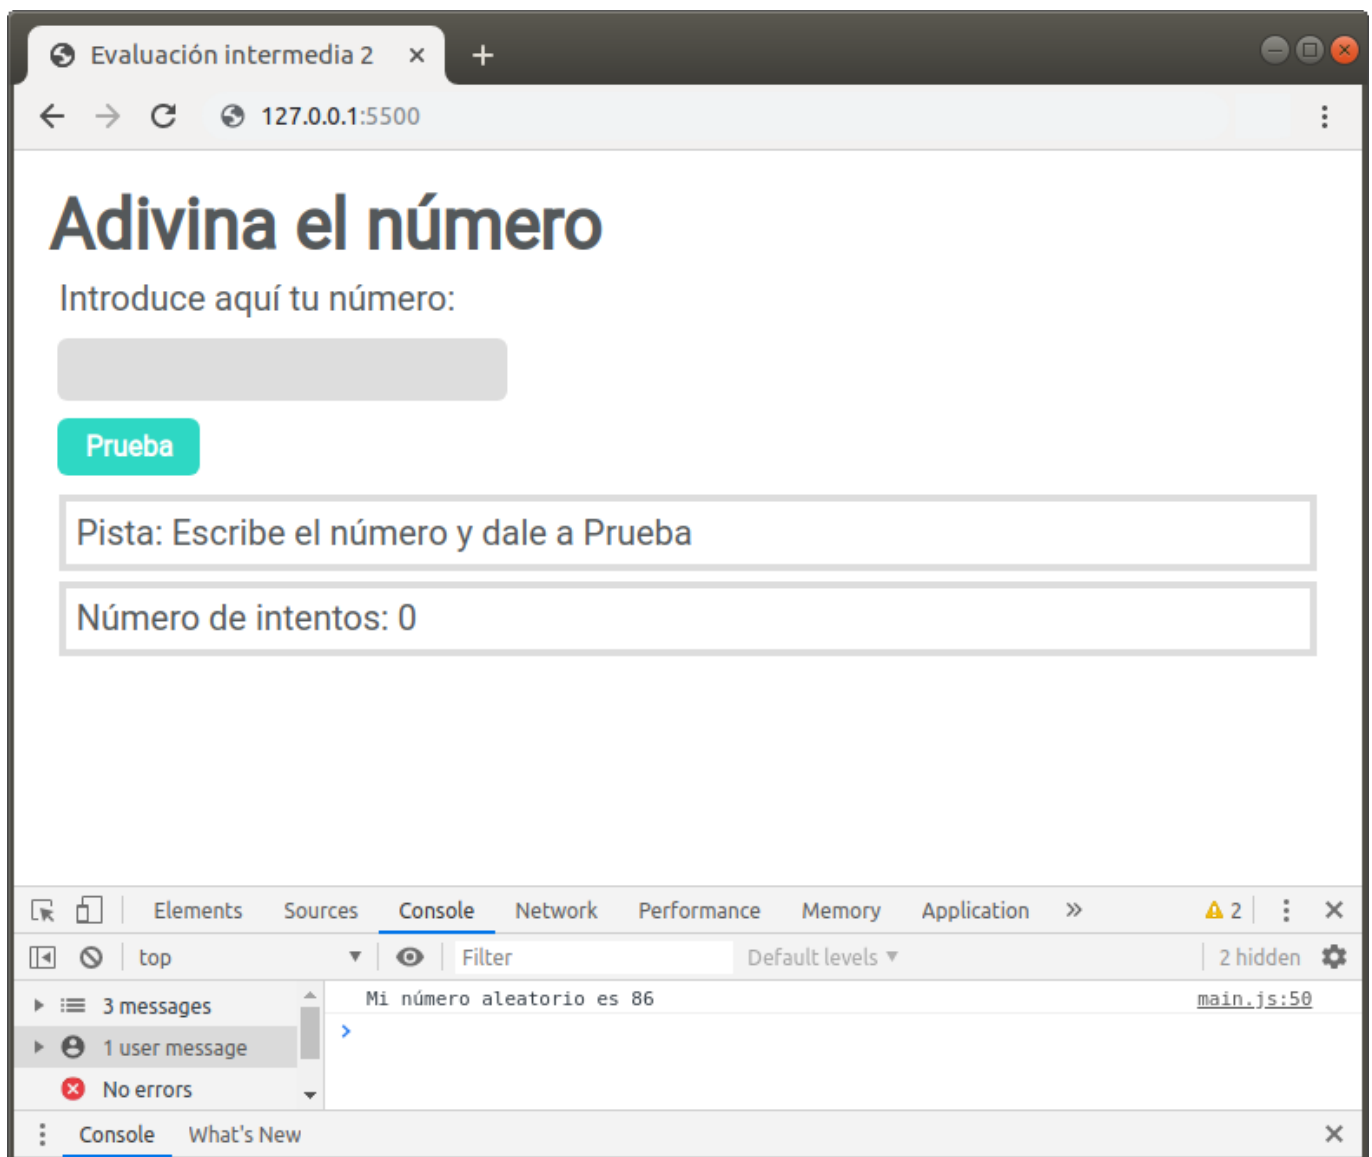 Evaluación intermedia 2
127.0.0.1:5500
Adivina el número
Introduce aquí tu número:
Prueba
Pista: Escribe el número y dale a Prueba
Número de intentos: 0
Elements Sources Console Network Performance Memory Application 2
top Filter Default levels 2 hidden
3 messages
Mi número aleatorio es 86 main.js:50
1 user message
No errors
Console What's New